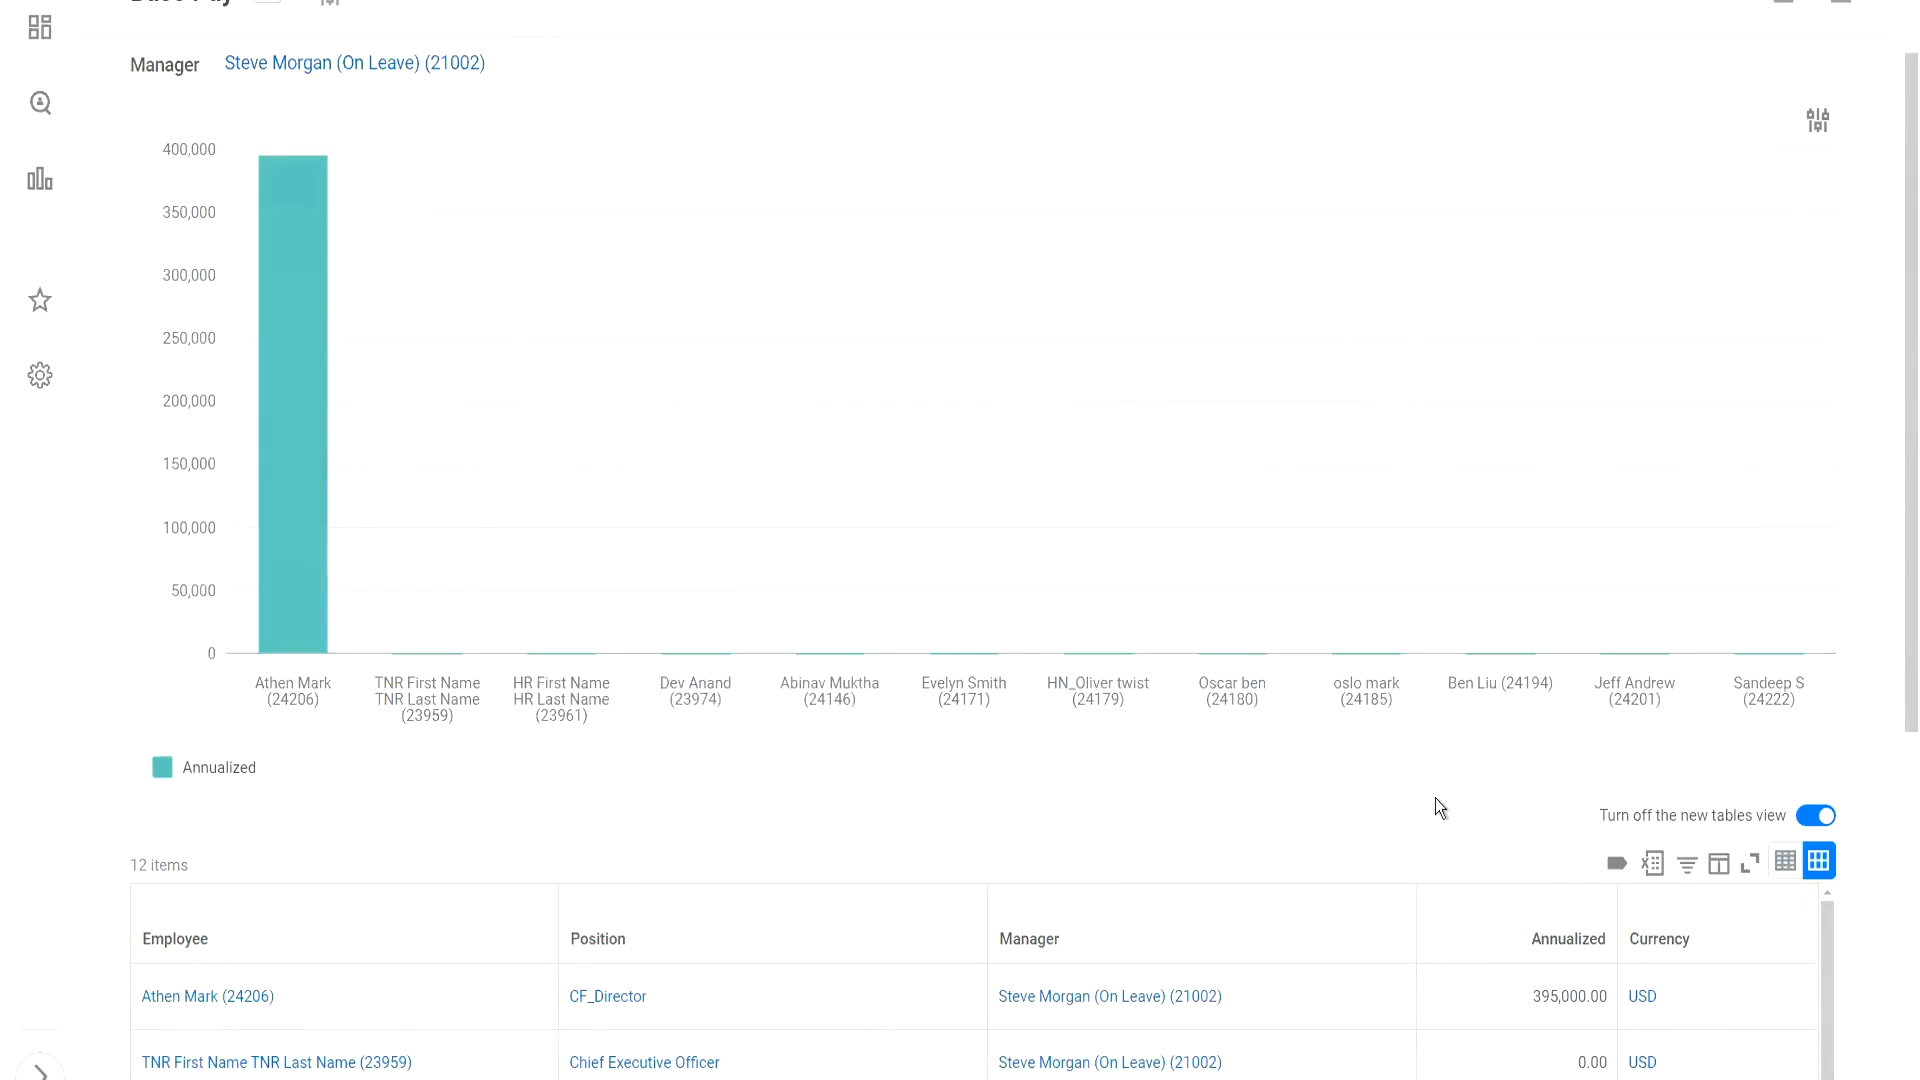 Manager Steve Morgan (On Leave) (21002)
400,000
350,000
300,000
250,000
200,000
150,000
100,000
50,000
0
Athen Mark (24206)
TNR First Name TNR Last Name (23959)
HR First Name HR Last Name (23961)
Dev Anand (23974)
Abinav Muktha (24146)
Evelyn Smith (24171)
HN_Oliver twist (24179)
Oscar ben (24180)
oslo mark (24185)
Ben Liu (24194)
Jeff Andrew (24201)
Sandeep S (24222)
Annualized
Turn off the new tables view
12 items
Employee Position Manager Annualized Currency
Athen Mark (24206) CF_Director Steve Morgan (On Leave) (21002) 395,000.00 USD
TNR First Name TNR Last Name (23959) Chief Executive Officer Steve Morgan (On Leave) (21002) 0.00 USD